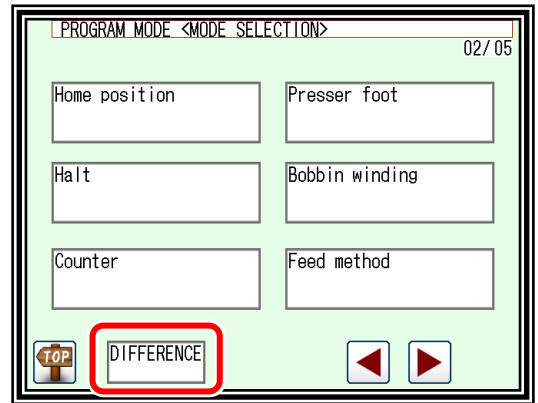 PROGRAM MODE <MODE SELECTION>
02/05
Home position
Presser foot
Halt
Bobbin winding
Counter
Feed method
TOP
DIFFERENCE